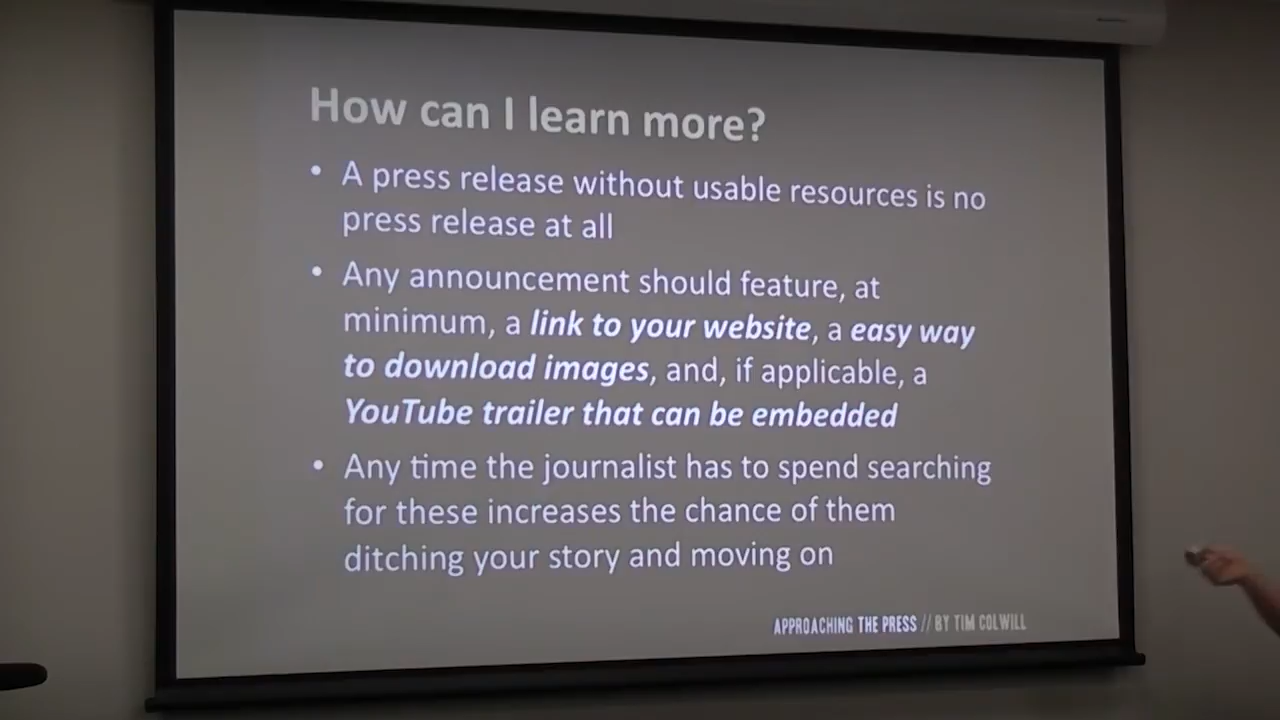 How can I learn more?
• A press release without usable resources is no
press release at all
• Any announcement should feature, at
minimum, a link to your website, a easy way
to download images, and, if applicable, a
YouTube trailer that can be embedded
• Any time the journalist has to spend searching
for these increases the chance of them
ditching your story and moving on
APPROACHING THE PRESS // BY TIM COLWILL